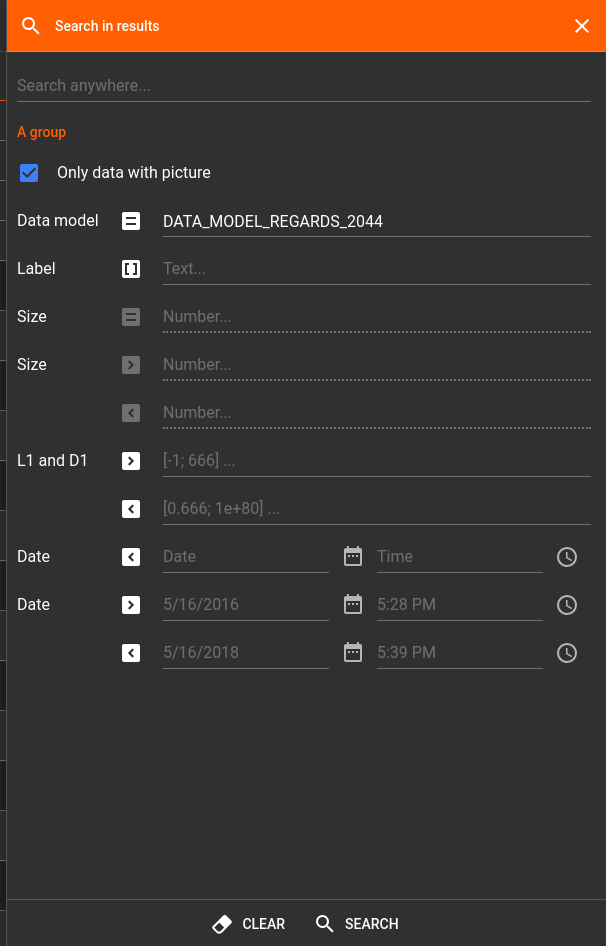 Search in results
Search anywhere...
A group
Only data with picture
Data model = DATA_MODEL_REGARDS_2044
Label [ ] Text...
Size = Number...
Size > Number...
< Number...
L1 and D1 > [-1; 666] ...
< [0.666; 1e+80] ...
Date < Date Time
Date > 5/16/2016 5:28 PM
< 5/16/2018 5:39 PM
CLEAR SEARCH